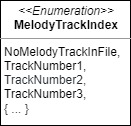 <<Enumeration>>
MelodyTrackIndex
NoMelodyTrackInFile,
TrackNumber1,
TrackNumber2,
TrackNumber3,
{ ... }